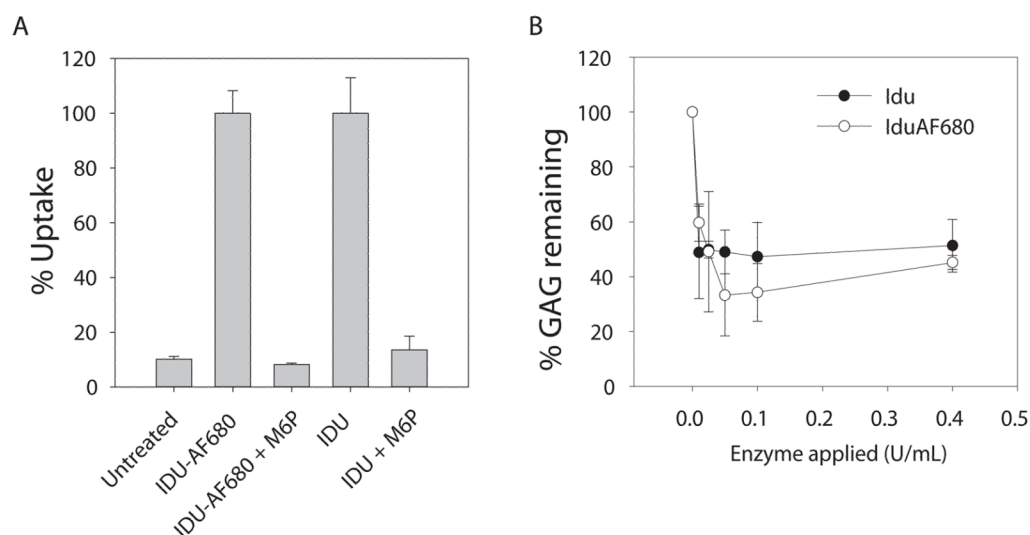 A
% Uptake
120
100
80
60
40
20
0
Untreated
IDU-AF680
IDU-AF680 + M6P
IDU
IDU + M6P
B
% GAG remaining
120
100
80
60
40
20
0
Idu
IduAF680
0.0 0.1 0.2 0.3 0.4 0.5
Enzyme applied (U/mL)